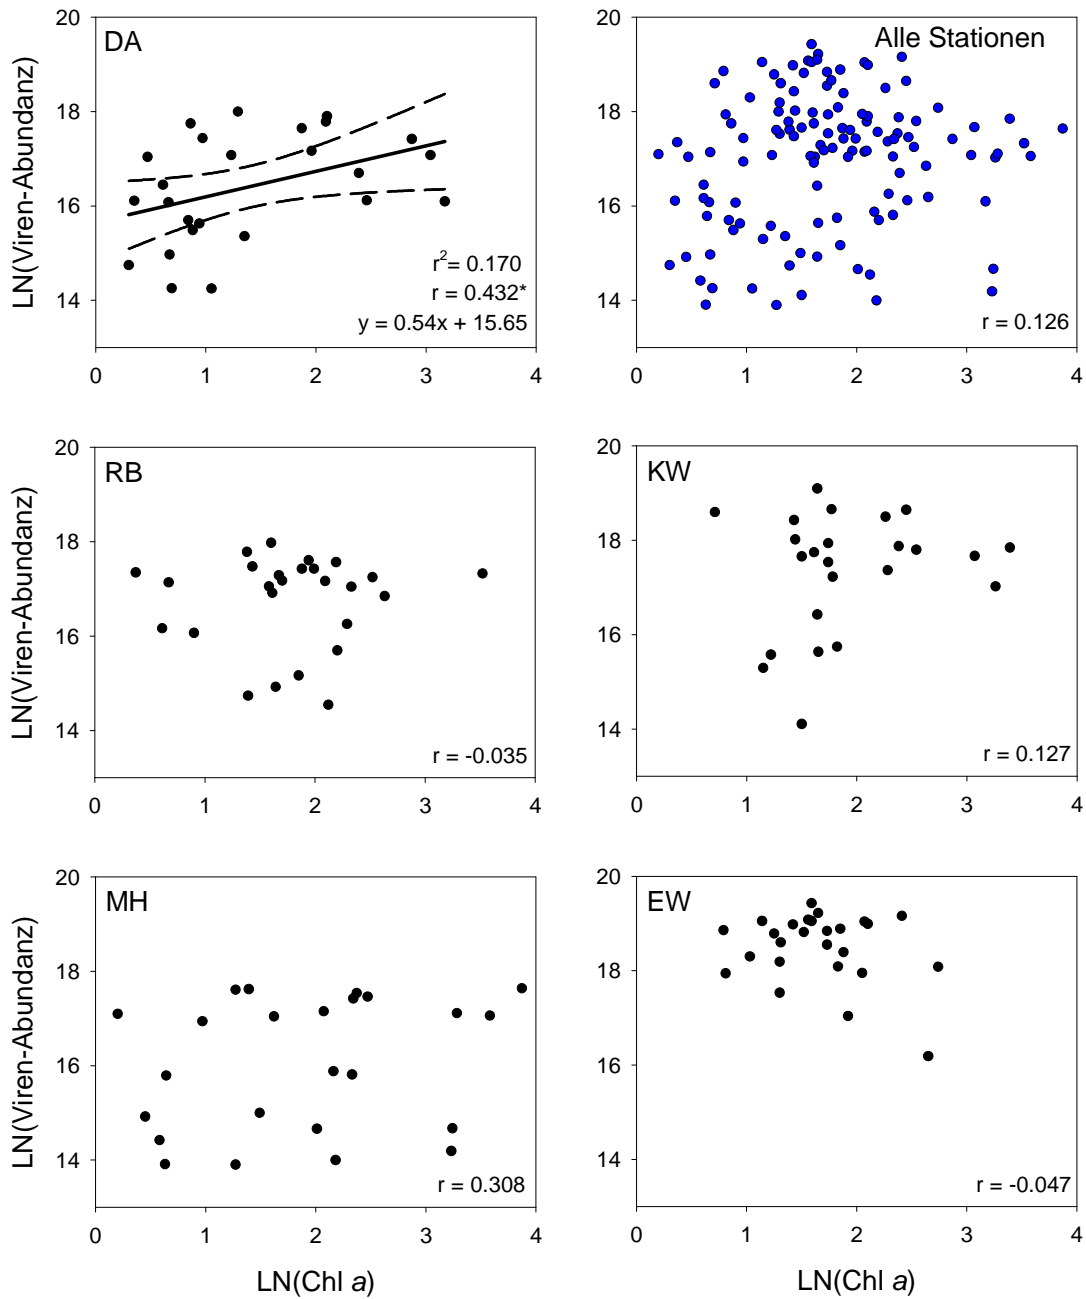 DA
20
18
16
14
LN(Viren-Abundanz)
r2= 0.170
r = 0.432*
y = 0.54x + 15.65
0 1 2 3 4
Alle Stationen
20
18
16
14
r = 0.126
0 1 2 3 4
RB
20
18
16
14
LN(Viren-Abundanz)
r = -0.035
0 1 2 3 4
KW
20
18
16
14
r = 0.127
0 1 2 3 4
MH
20
18
16
14
LN(Viren-Abundanz)
r = 0.308
0 1 2 3 4
LN(Chl a)
EW
20
18
16
14
r = -0.047
0 1 2 3 4
LN(Chl a)